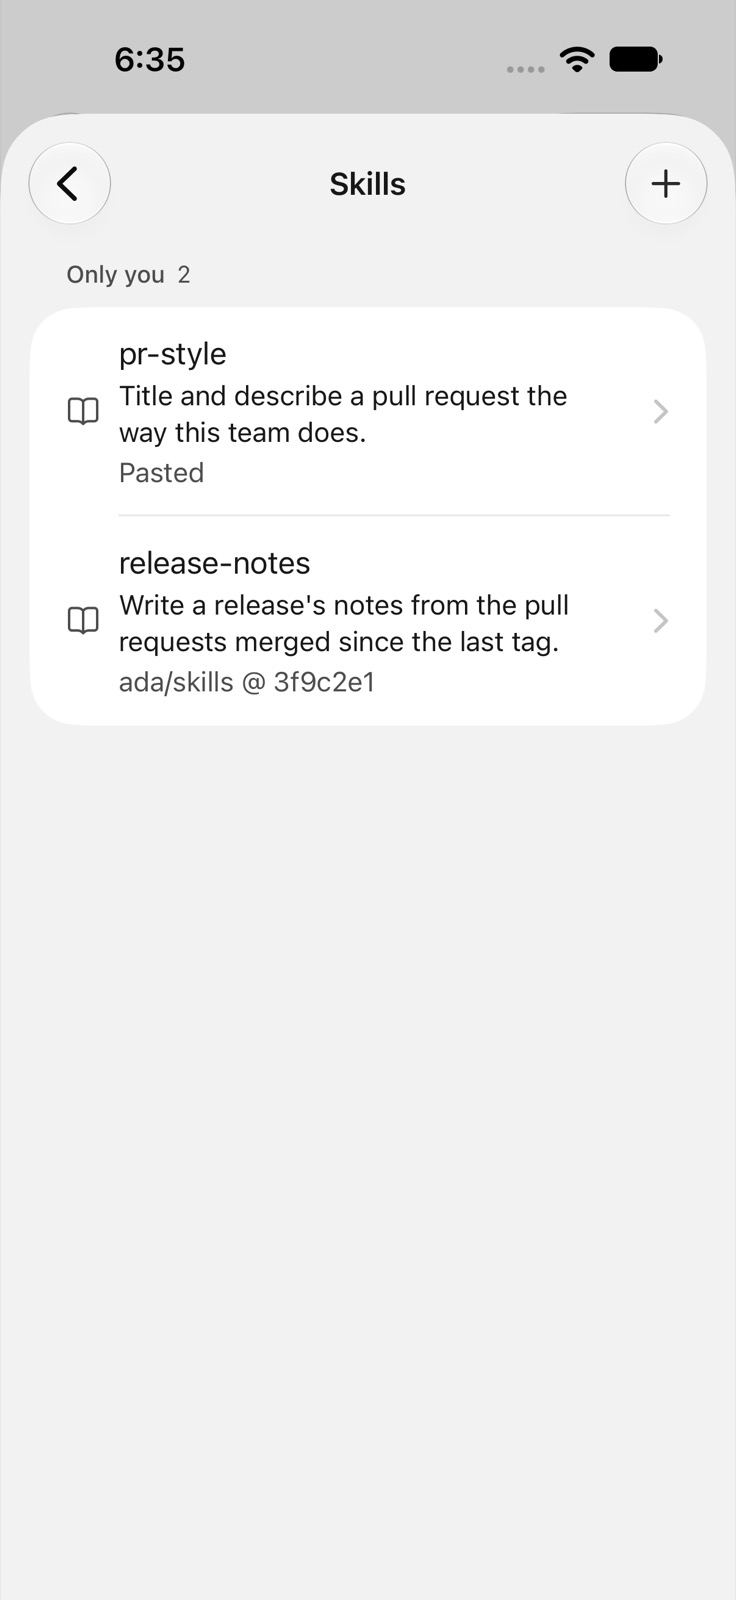 6:35
Skills
Only you 2
pr-style
Title and describe a pull request the
way this team does.
Pasted
release-notes
Write a release's notes from the pull
requests merged since the last tag.
ada/skills @ 3f9c2e1